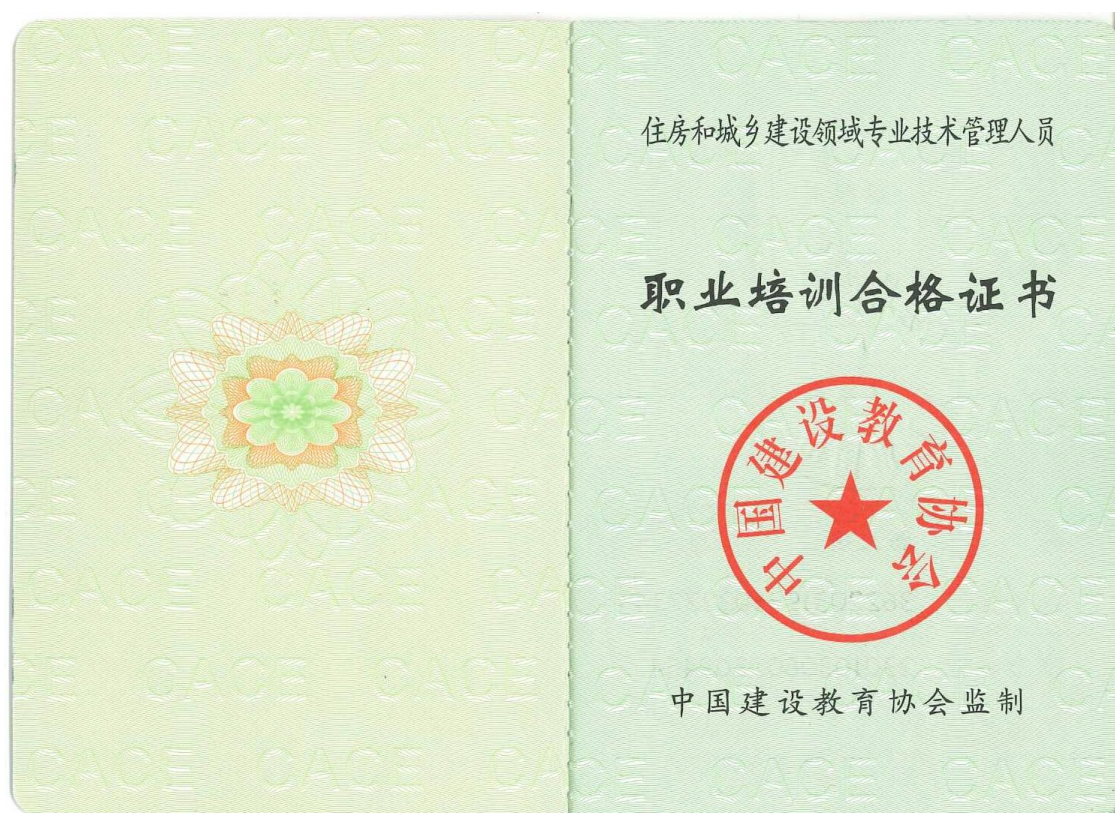 住房和城乡建设领域专业技术管理人员
职业培训合格证书
中国建设教育协会
中国建设教育协会监制